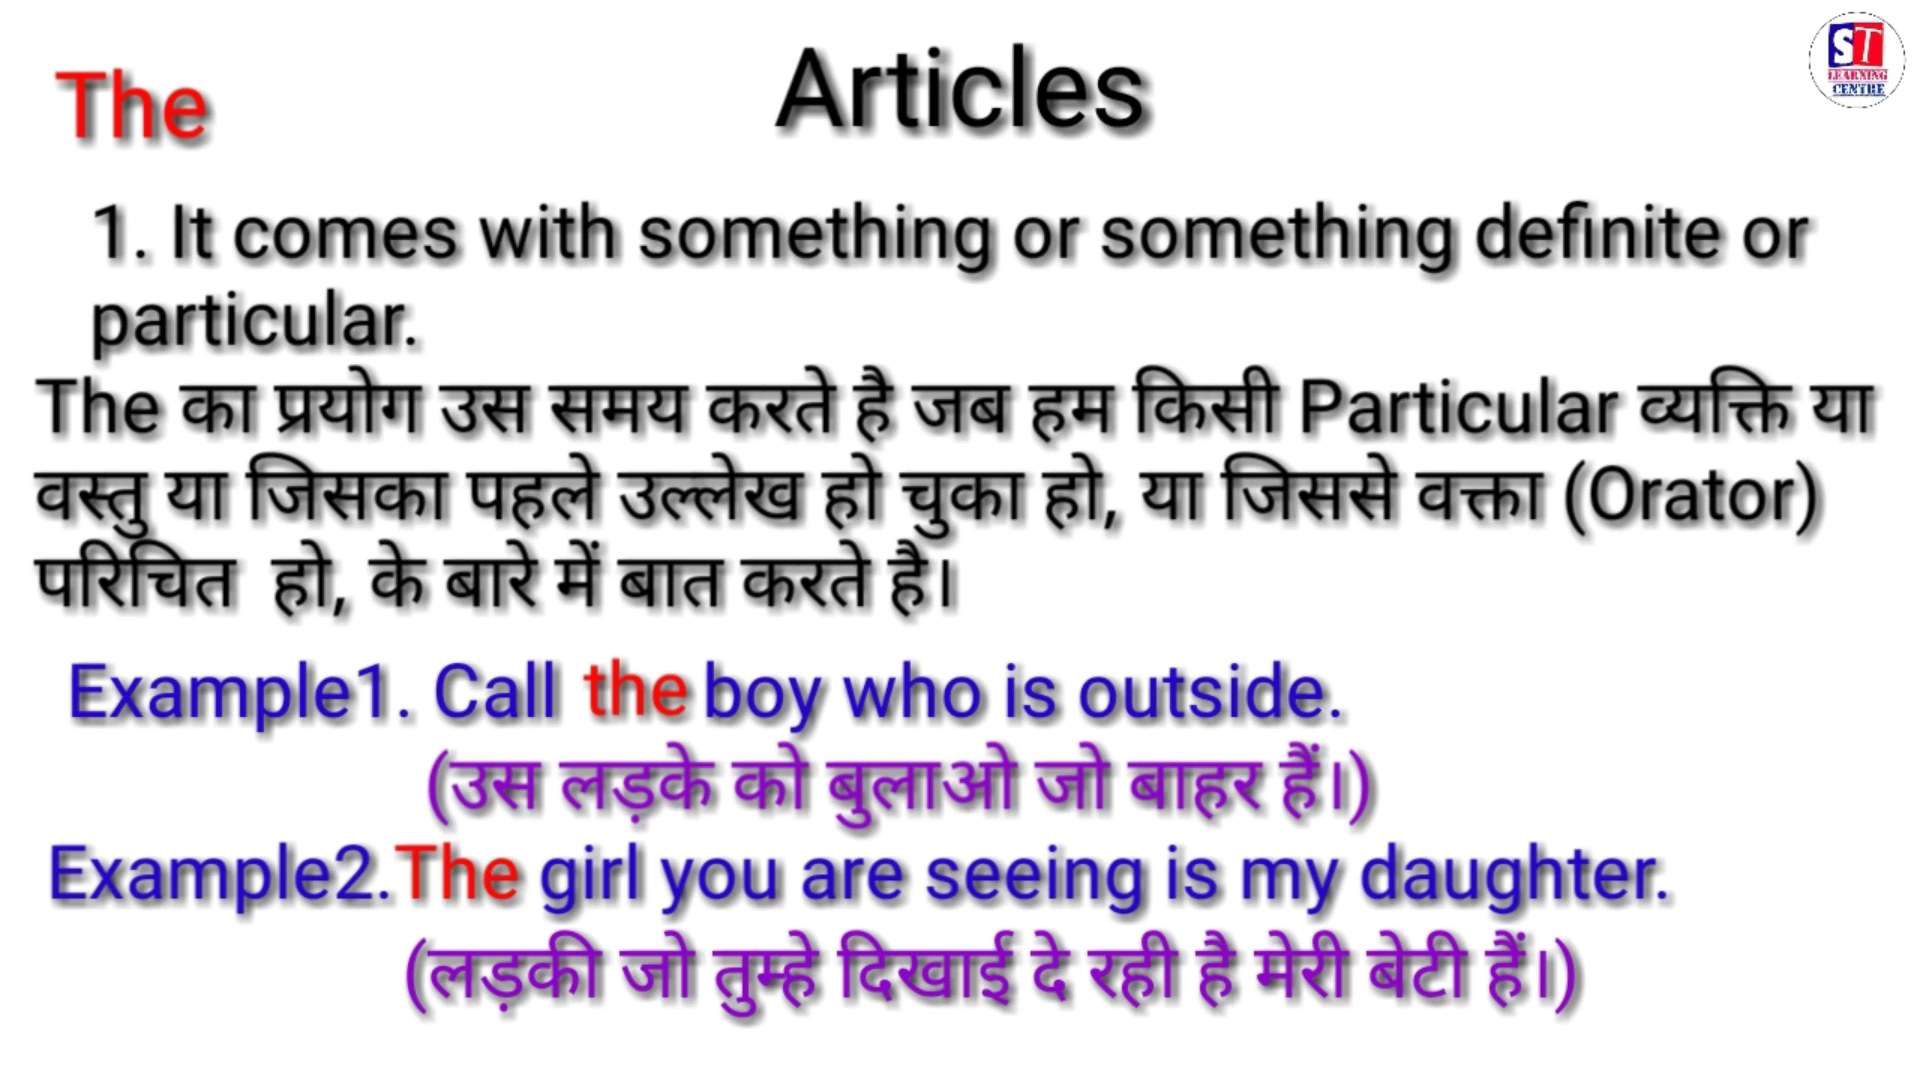 The
Articles
ST
LEARNING
CENTRE
1. It comes with something or something definite or
particular.
The का प्रयोग उस समय करते है जब हम किसी Particular व्यक्ति या
वस्तु या जिसका पहले उल्लेख हो चुका हो, या जिससे वक्ता (Orator)
परिचित हो, के बारे में बात करते है।
Example1. Call the boy who is outside.
(उस लड़के को बुलाओ जो बाहर हैं।)
Example2.The girl you are seeing is my daughter.
(लड़की जो तुम्हे दिखाई दे रही है मेरी बेटी हैं।)